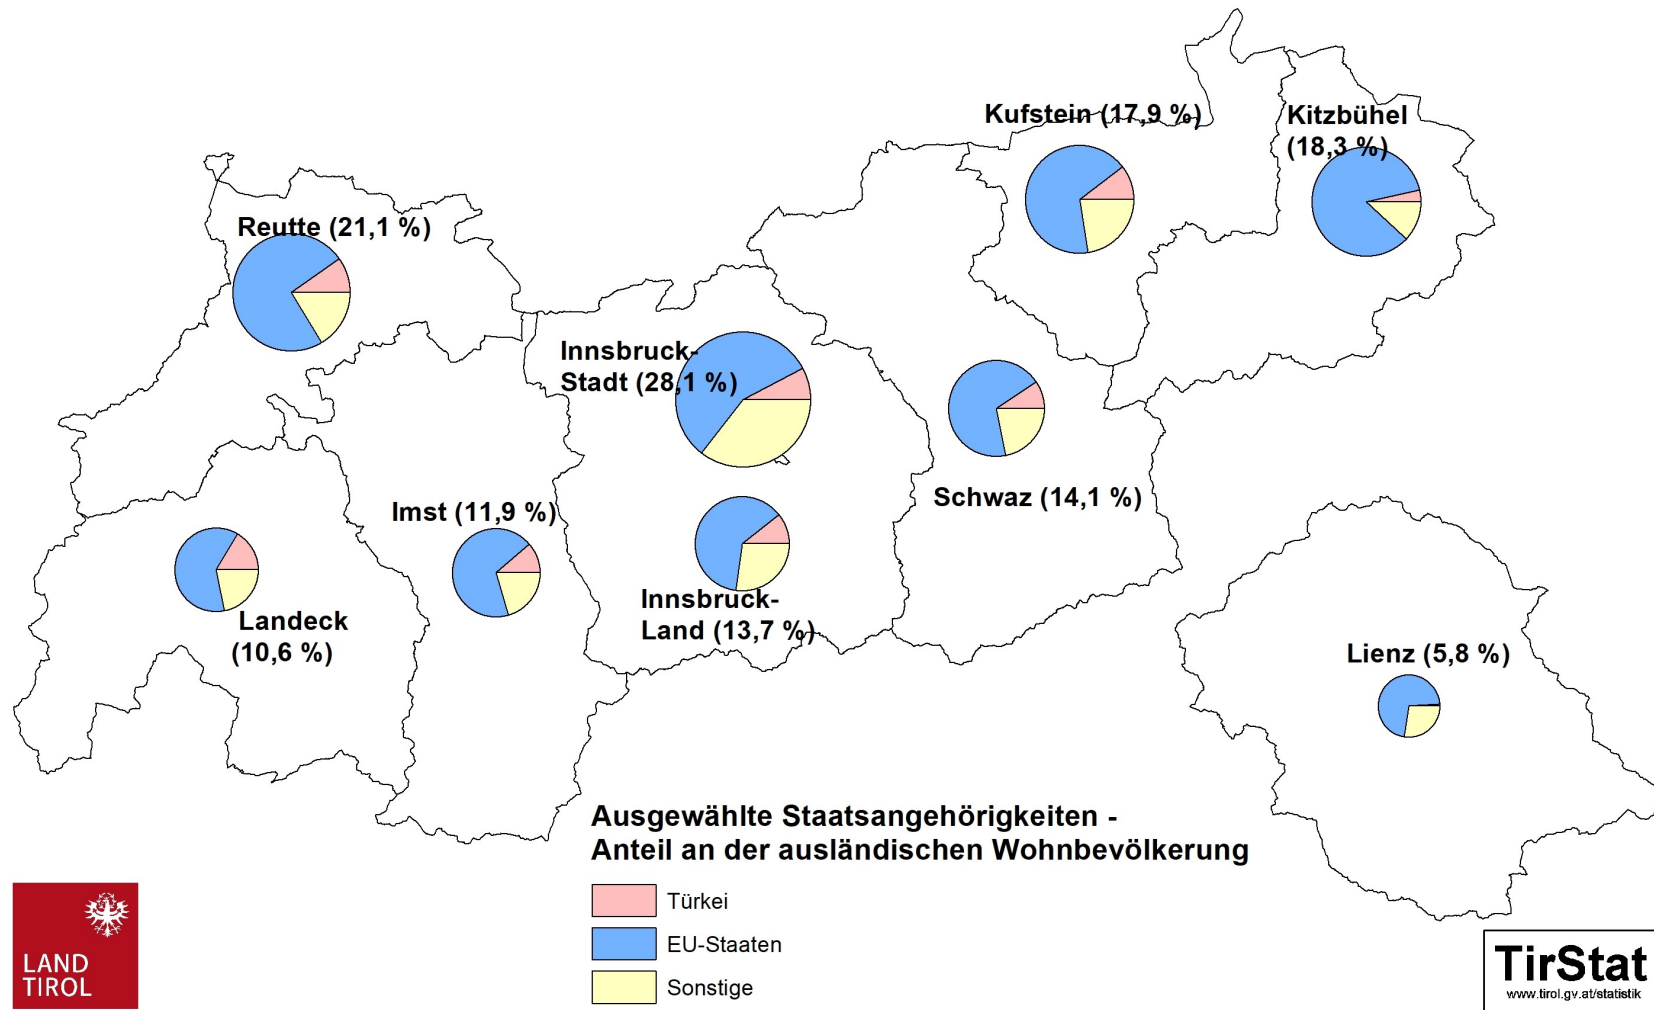 Kufstein (17,9 %)
Kitzbühel
(18,3 %)
Reutte (21,1 %)
Innsbruck-
Stadt (28,1 %)
Imst (11,9 %)
Schwaz (14,1 %)
Innsbruck-
Land (13,7 %)
Landeck
(10,6 %)
Lienz (5,8 %)
Ausgewählte Staatsangehörigkeiten -
Anteil an der ausländischen Wohnbevölkerung
Türkei
EU-Staaten
Sonstige
LAND
TIROL
TirStat
www.tirol.gv.at/statistik